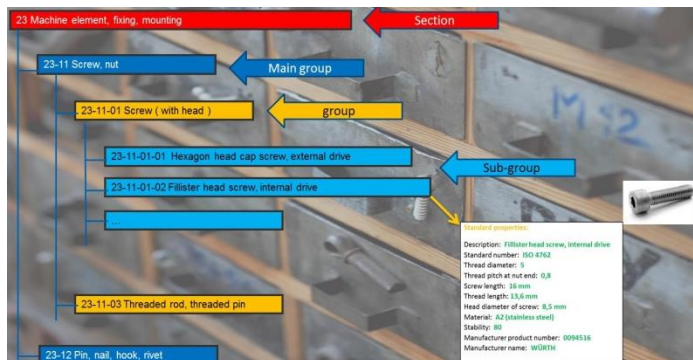 23 Machine element, fixing, mounting
Section
23-11 Screw, nut
Main group
23-11-01 Screw ( with head )
group
23-11-01-01 Hexagon head cap screw, external drive
Sub-group
23-11-01-02 Fillister head screw, internal drive
...
Standard properties:
Description: Fillister head screw, internal drive
Standard number: ISO 4762
Thread diameter: 5
Thread pitch at nut end: 0,8
Screw length: 16 mm
Thread length: 13,6 mm
Head diameter of screw: 8,5 mm
Material: A2 (stainless steel)
Stability: 80
Manufacturer product number: 0094516
Manufacturer name: WÜRTH
23-11-03 Threaded rod, threaded pin
23-12 Pin, nail, hook, rivet